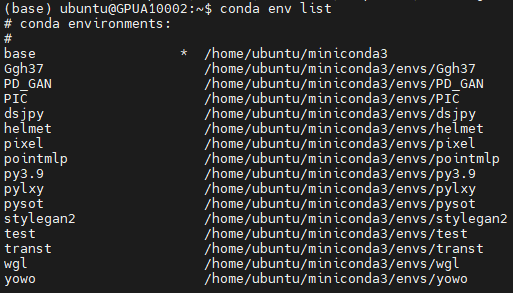 (base) ubuntu@GPUA10002:~$ conda env list
# conda environments:
#
base                  *  /home/ubuntu/miniconda3
Ggh37                    /home/ubuntu/miniconda3/envs/Ggh37
PD_GAN                   /home/ubuntu/miniconda3/envs/PD_GAN
PIC                      /home/ubuntu/miniconda3/envs/PIC
dsjpy                    /home/ubuntu/miniconda3/envs/dsjpy
helmet                   /home/ubuntu/miniconda3/envs/helmet
pixel                    /home/ubuntu/miniconda3/envs/pixel
pointmlp                 /home/ubuntu/miniconda3/envs/pointmlp
py3.9                    /home/ubuntu/miniconda3/envs/py3.9
pylxy                    /home/ubuntu/miniconda3/envs/pylxy
pysot                    /home/ubuntu/miniconda3/envs/pysot
stylegan2                /home/ubuntu/miniconda3/envs/stylegan2
test                     /home/ubuntu/miniconda3/envs/test
transt                   /home/ubuntu/miniconda3/envs/transt
wgl                      /home/ubuntu/miniconda3/envs/wgl
yowo                     /home/ubuntu/miniconda3/envs/yowo